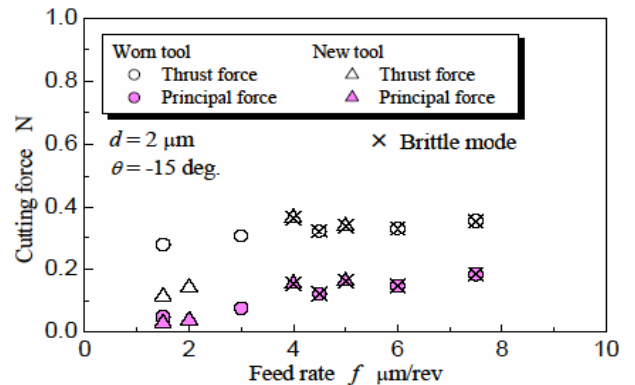 1.0
0.8
0.6
0.4
0.2
0.0
Cutting force N
Worn tool New tool
Thrust force Thrust force
Principal force Principal force
d = 2 μm
θ = -15 deg.
× Brittle mode
0 2 4 6 8 10
Feed rate f μm/rev